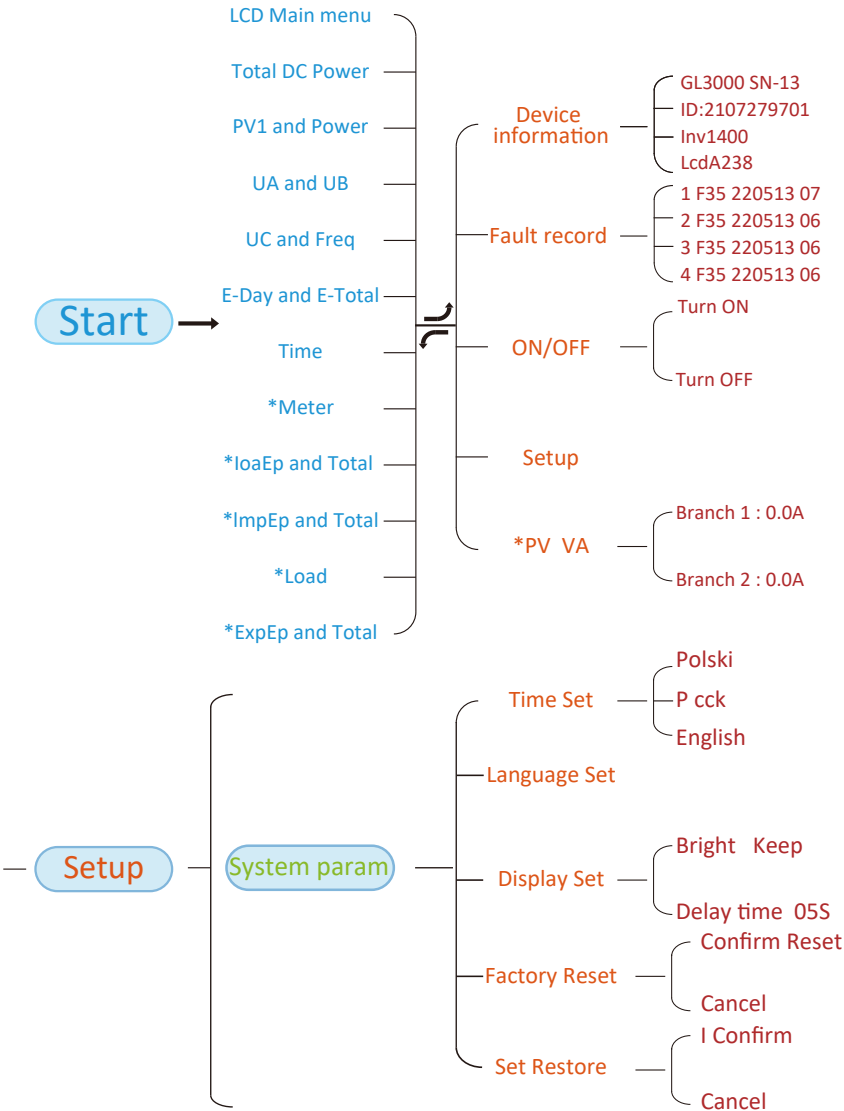 LCD Main menu
Total DC Power
PV1 and Power
UA and UB
UC and Freq
E-Day and E-Total
Start
Time
*Meter
*IoaEp and Total
*ImpEp and Total
*Load
*ExpEp and Total
Device
information
GL3000 SN-13
ID:2107279701
Inv1400
LcdA238
Fault record
1 F35 220513 07
2 F35 220513 06
3 F35 220513 06
4 F35 220513 06
ON/OFF
Turn ON
Turn OFF
Setup
*PV VA
Branch 1 : 0.0A
Branch 2 : 0.0A
Setup
System param
Time Set
Polski
P cck
English
Language Set
Display Set
Bright Keep
Delay time 05S
Factory Reset
Confirm Reset
Cancel
Set Restore
I Confirm
Cancel